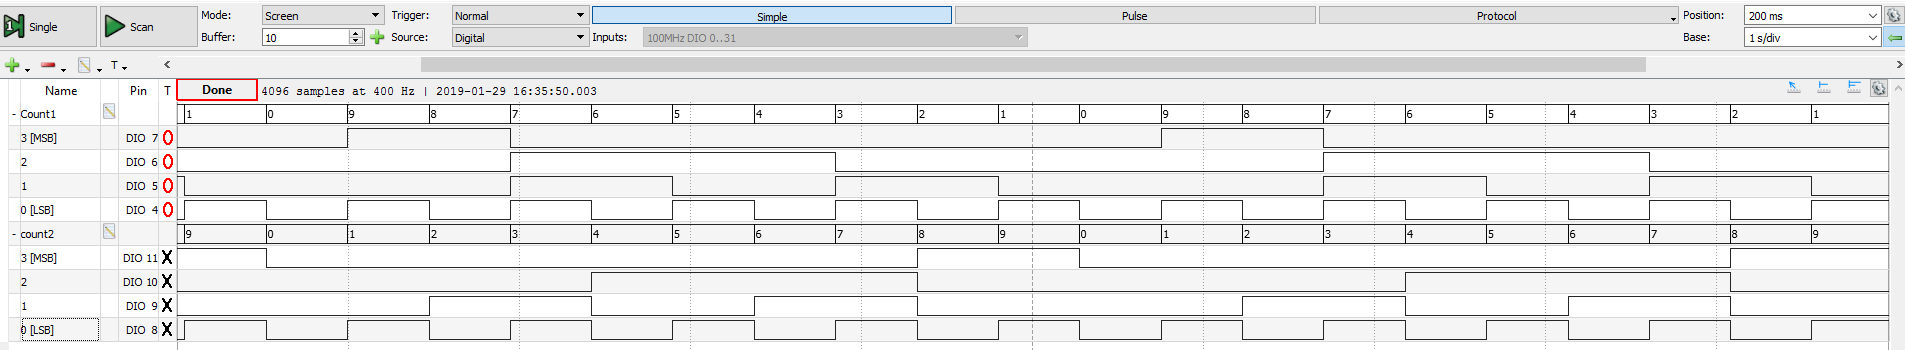 Single Scan Mode: Screen Trigger: Normal Simple Pulse Protocol Position: 200 ms
Buffer: 10 Source: Digital Inputs: 100MHz DIO 0..31 Base: 1 s/div
T
Name Pin T Done 4096 samples at 400 Hz | 2019-01-29 16:35:50.003
- Count1 1 0 9 8 7 6 5 4 3 2 1 0 9 8 7 6 5 4 3 2 1
3 [MSB] DIO 7 0
2 DIO 6 0
1 DIO 5 0
0 [LSB] DIO 4 0
- count2 9 0 1 2 3 4 5 6 7 8 9 0 1 2 3 4 5 6 7 8 9
3 [MSB] DIO 11 X
2 DIO 10 X
1 DIO 9 X
0 [LSB] DIO 8 X